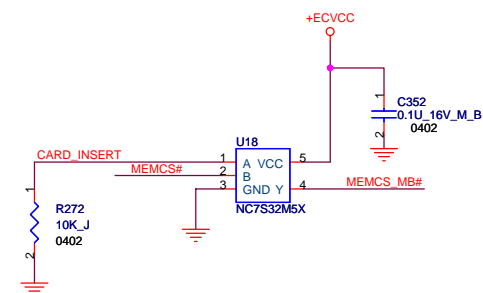 +ECVCC
1
C352
0.1U_16V_M_B
2
0402
U18
CARD_INSERT
1
A VCC
5
MEMCS#
2
B
3
GND Y
4
MEMCS_MB#
NC7S32M5X
1
R272
10K_J
0402
2